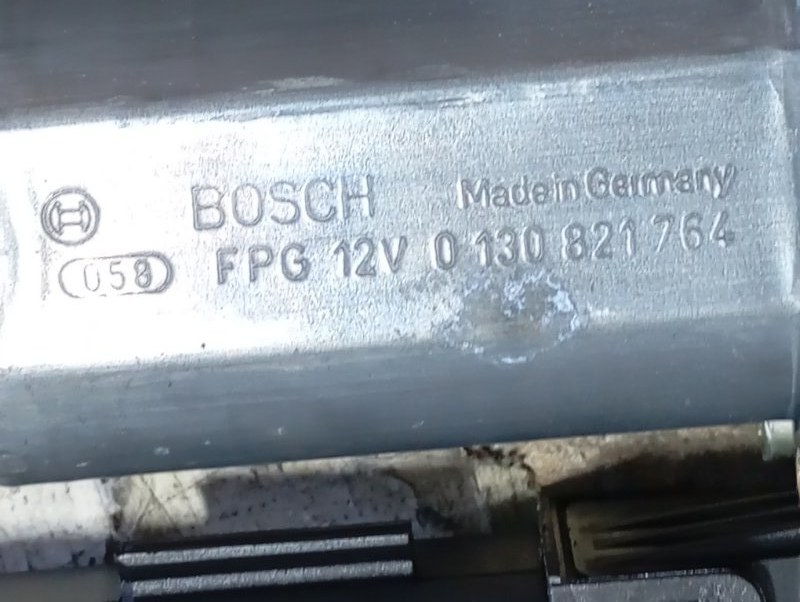 BOSCH Made in Germany
058 FPG 12V 0 130 821 764